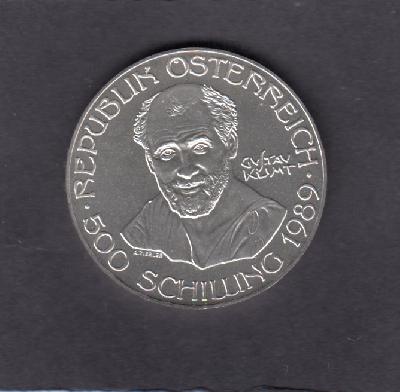 · REPUBLIK ÖSTERREICH ·
500 SCHILLING 1989
GUSTAV
KLIMT